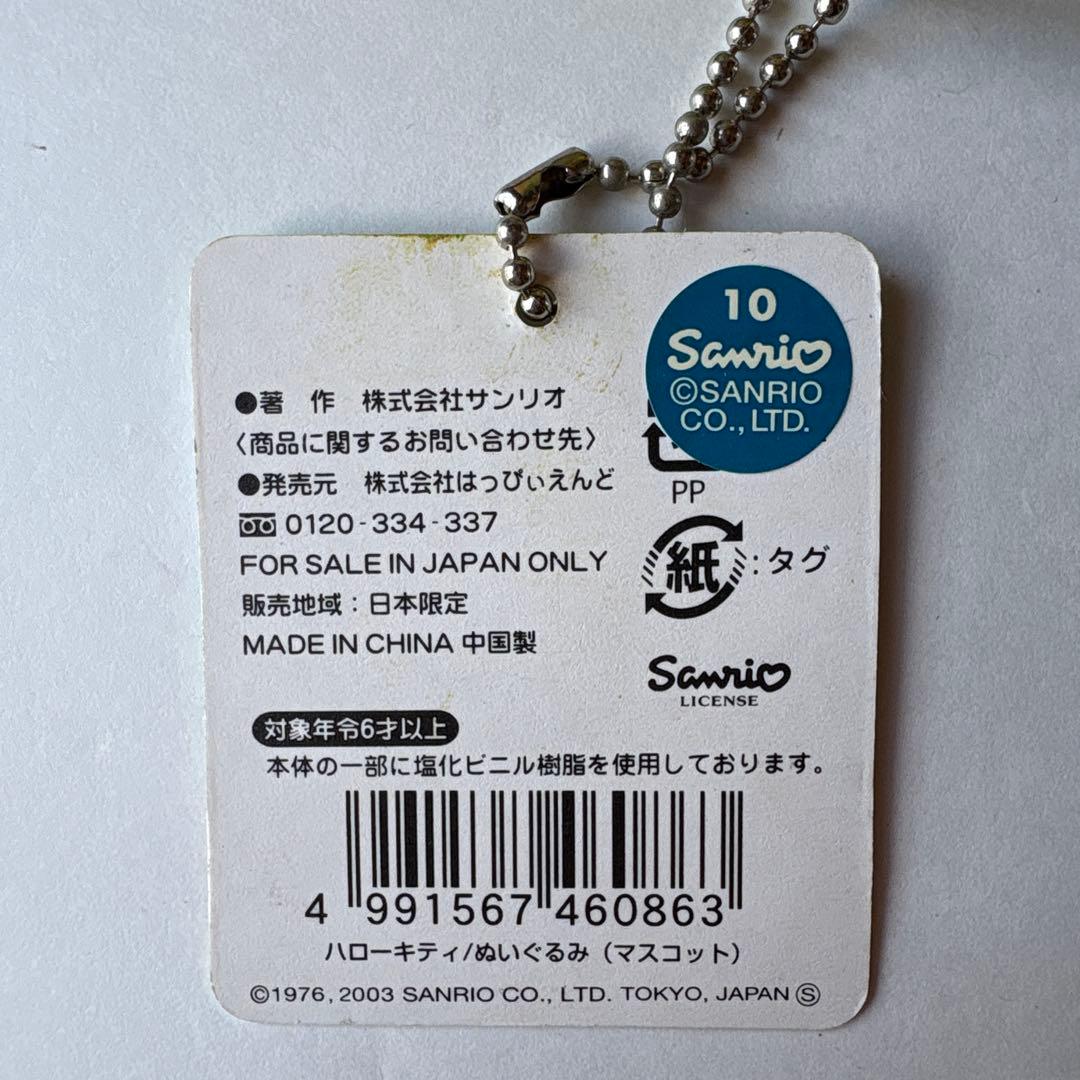 10
Sanrio
©SANRIO
CO., LTD.
●著　作　株式会社サンリオ
〈商品に関するお問い合わせ先〉
●発売元　株式会社はっぴぃえんど
0120-334-337
FOR SALE IN JAPAN ONLY
販売地域：日本限定
MADE IN CHINA 中国製
PP
紙：タグ
Sanrio
LICENSE
対象年令6才以上
本体の一部に塩化ビニル樹脂を使用しております。
4 991567 460863
ハローキティ/ぬいぐるみ（マスコット）
©1976, 2003 SANRIO CO., LTD. TOKYO, JAPAN Ⓢ